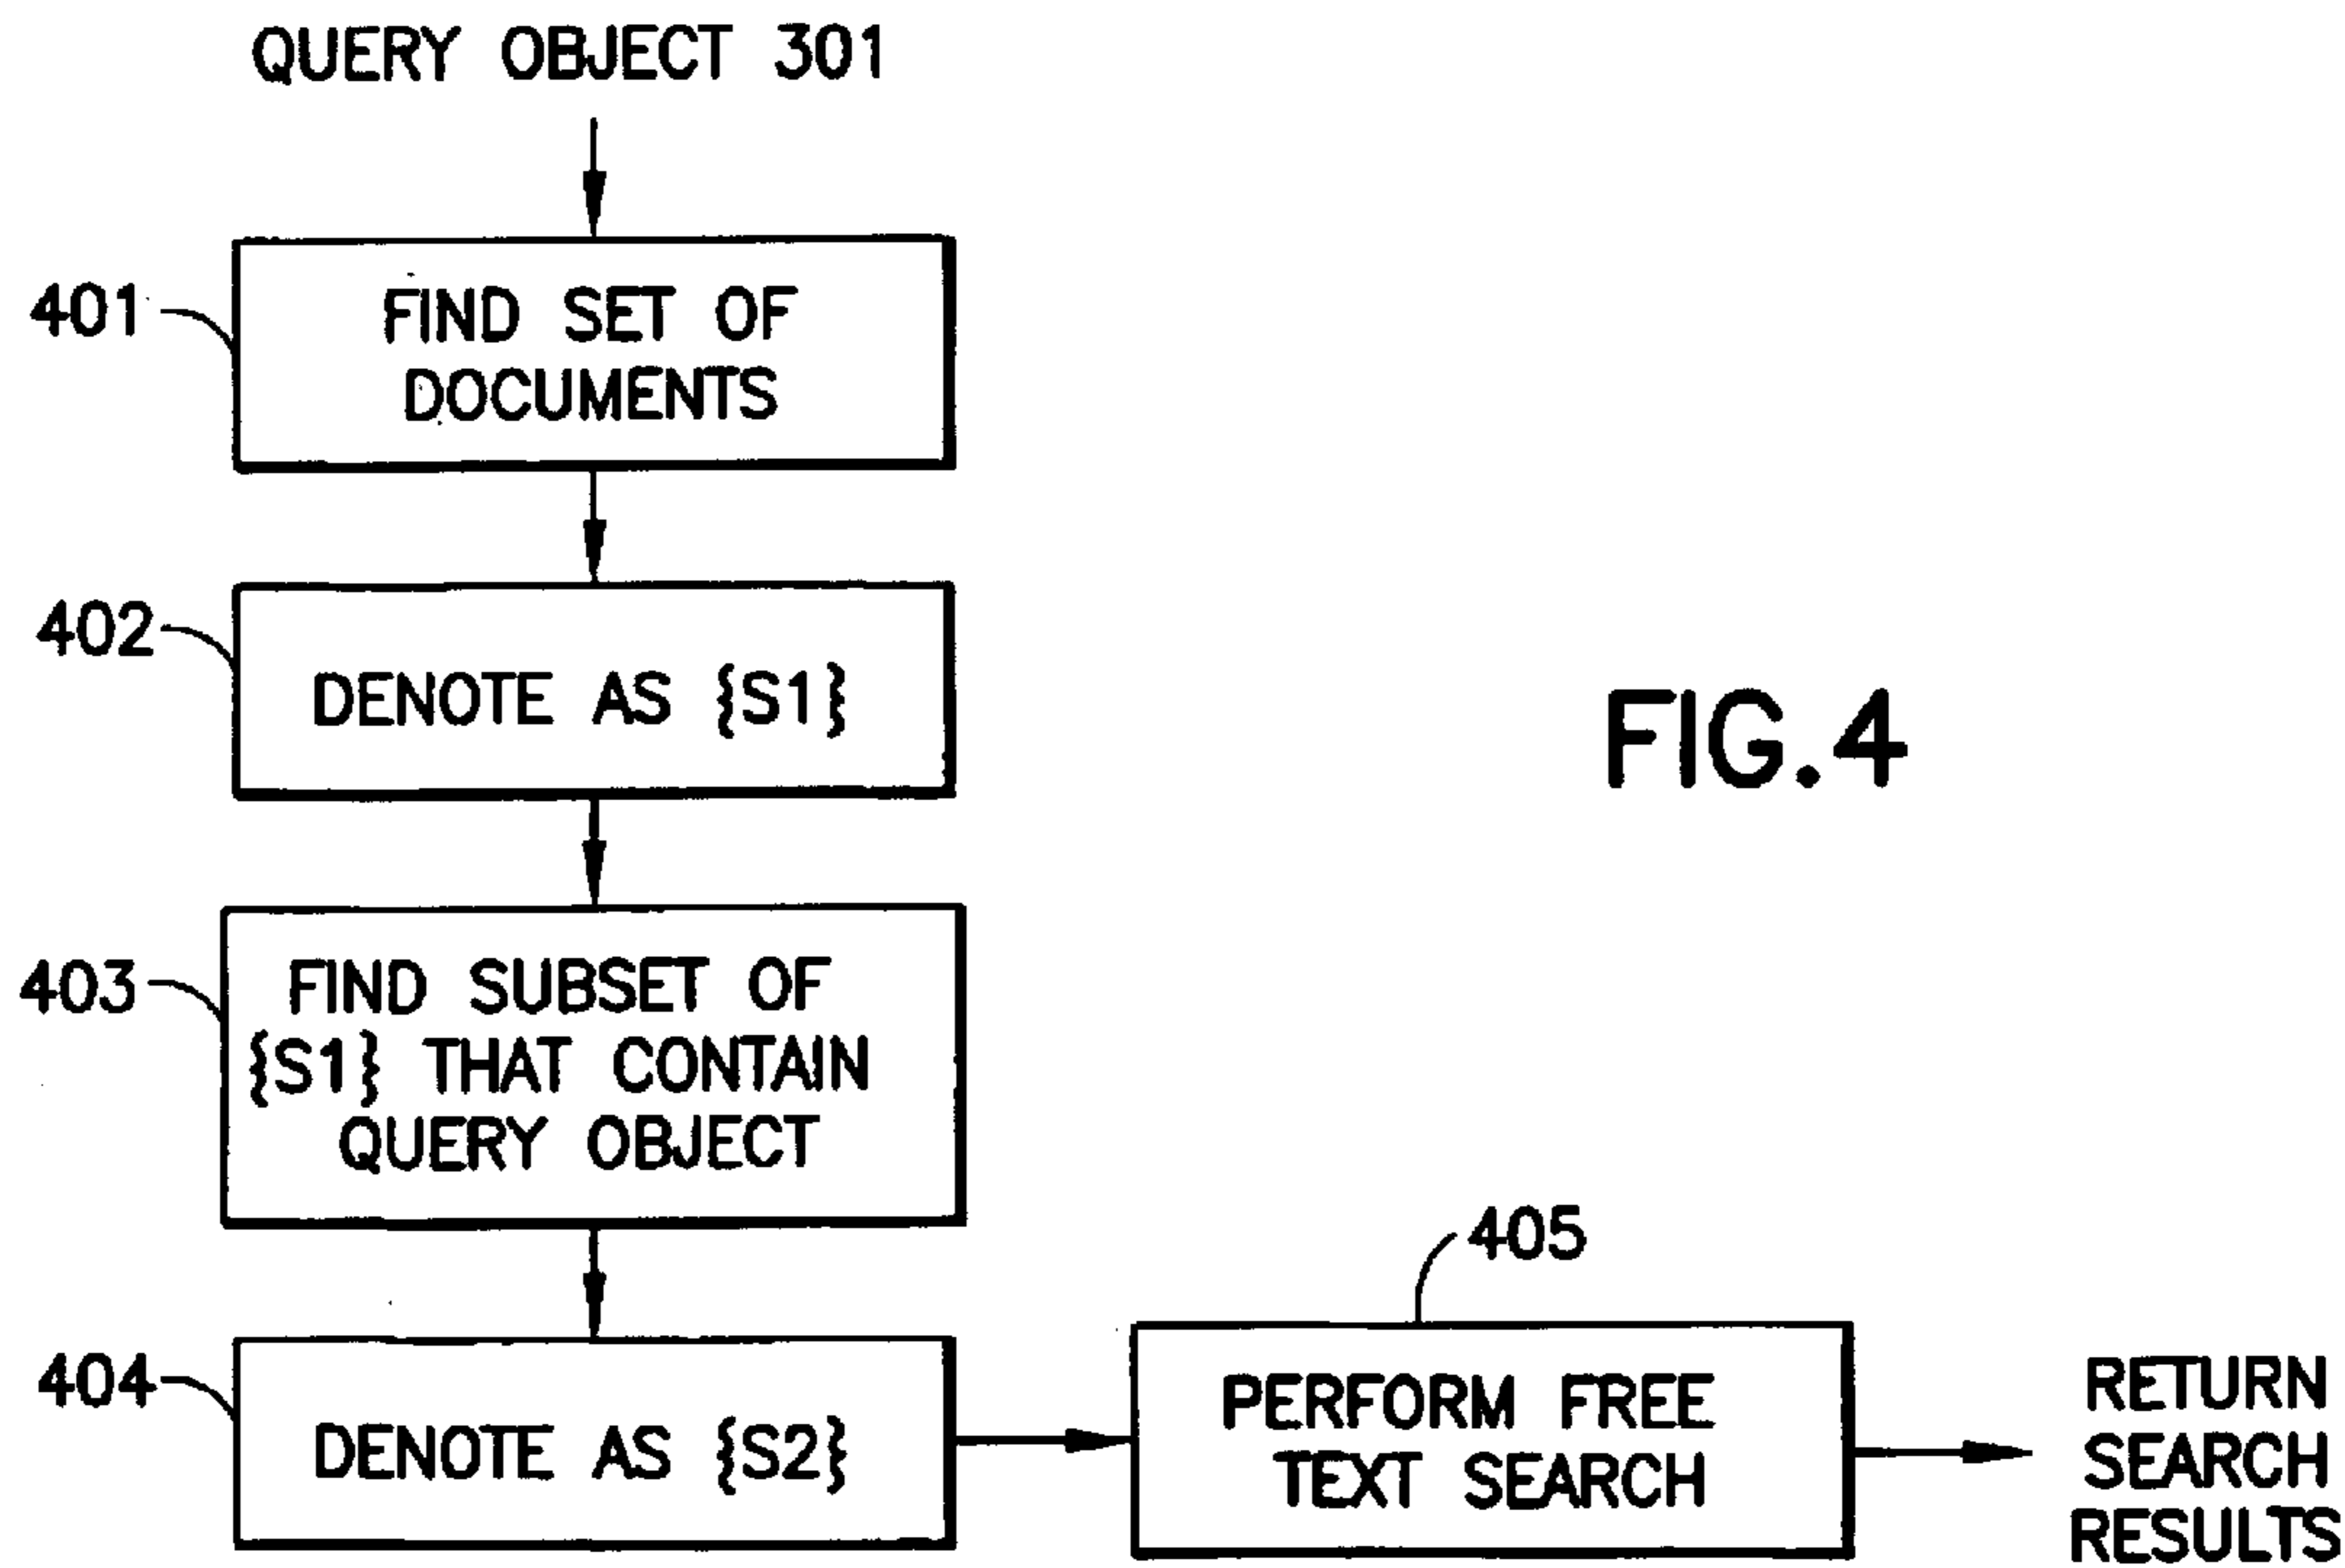 QUERY OBJECT 301
401
FIND SET OF
DOCUMENTS
402
DENOTE AS {S1}
FIG.4
403
FIND SUBSET OF
{S1} THAT CONTAIN
QUERY OBJECT
404
DENOTE AS {S2}
405
PERFORM FREE
TEXT SEARCH
RETURN
SEARCH
RESULTS